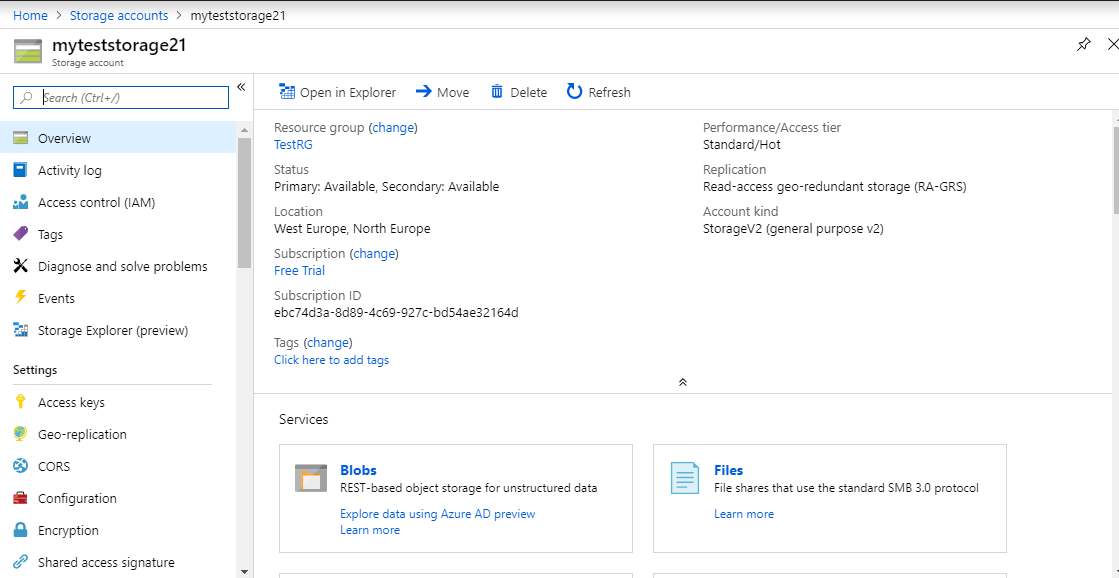 Home > Storage accounts > myteststorage21
myteststorage21
Storage account
Search (Ctrl+/)
Overview
Activity log
Access control (IAM)
Tags
Diagnose and solve problems
Events
Storage Explorer (preview)
Settings
Access keys
Geo-replication
CORS
Configuration
Encryption
Shared access signature
Open in Explorer Move Delete Refresh
Resource group (change)
TestRG
Status
Primary: Available, Secondary: Available
Location
West Europe, North Europe
Subscription (change)
Free Trial
Subscription ID
ebc74d3a-8d89-4c69-927c-bd54ae32164d
Tags (change)
Click here to add tags
Performance/Access tier
Standard/Hot
Replication
Read-access geo-redundant storage (RA-GRS)
Account kind
StorageV2 (general purpose v2)
Services
Blobs
REST-based object storage for unstructured data
Explore data using Azure AD preview
Learn more
Files
File shares that use the standard SMB 3.0 protocol
Learn more